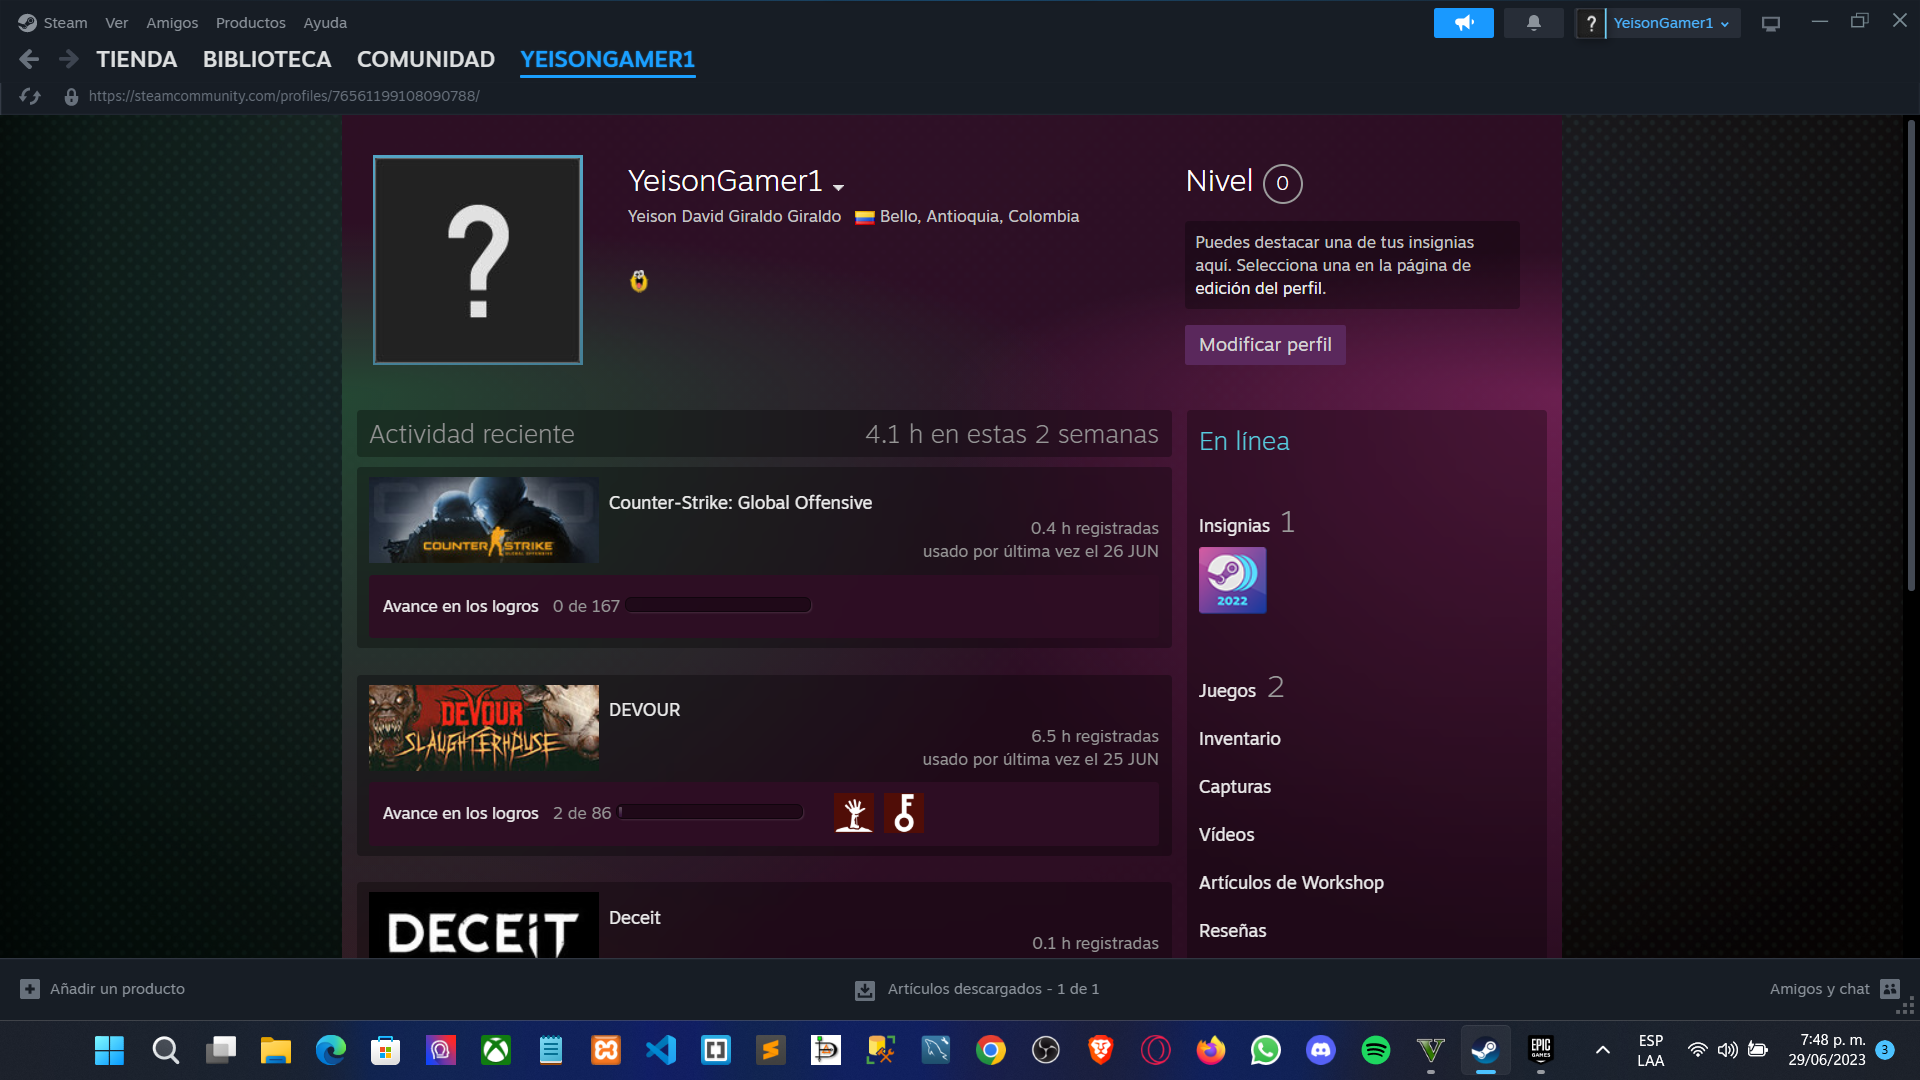 Steam Ver Amigos Productos Ayuda
YeisonGamer1
TIENDA BIBLIOTECA COMUNIDAD YEISONGAMER1
https://steamcommunity.com/profiles/76561199108090788/
YeisonGamer1
Yeison David Giraldo Giraldo Bello, Antioquia, Colombia
Nivel 0
Puedes destacar una de tus insignias
aquí. Selecciona una en la página de
edición del perfil.
Modificar perfil
Actividad reciente 4.1 h en estas 2 semanas
COUNTER STRIKE
GLOBAL OFFENSIVE
Counter-Strike: Global Offensive
0.4 h registradas
usado por última vez el 26 JUN
Avance en los logros 0 de 167
DEVOUR
SLAUGHTERHOUSE
DEVOUR
6.5 h registradas
usado por última vez el 25 JUN
Avance en los logros 2 de 86
DECEIT
Deceit
0.1 h registradas
En línea
Insignias 1
2022
Juegos 2
Inventario
Capturas
Vídeos
Artículos de Workshop
Reseñas
Añadir un producto
Artículos descargados - 1 de 1
Amigos y chat
EPIC
GAMES
ESP
LAA
7:48 p. m.
29/06/2023
3